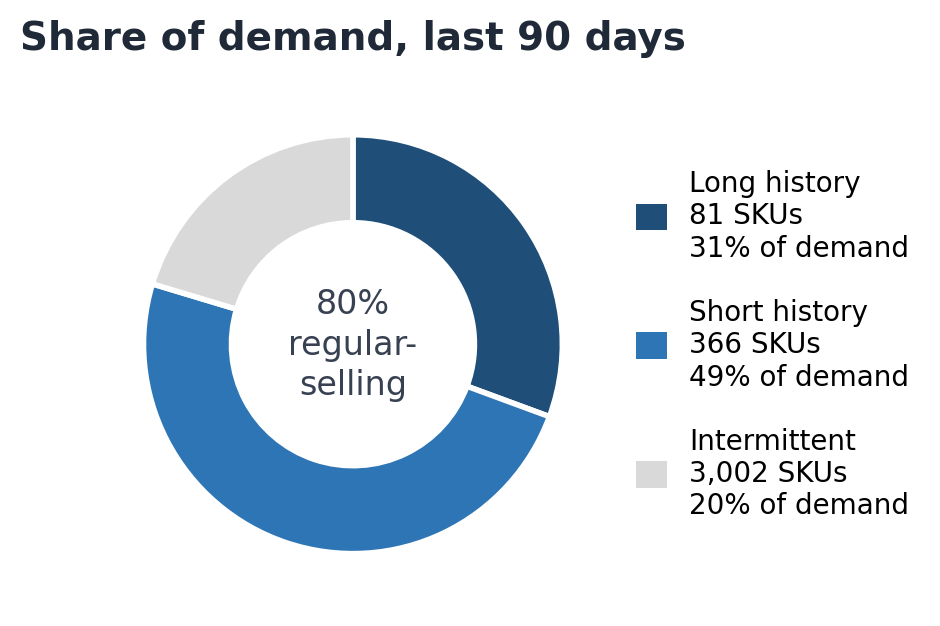 Share of demand, last 90 days
80%
regular-
selling
Long history
81 SKUs
31% of demand
Short history
366 SKUs
49% of demand
Intermittent
3,002 SKUs
20% of demand